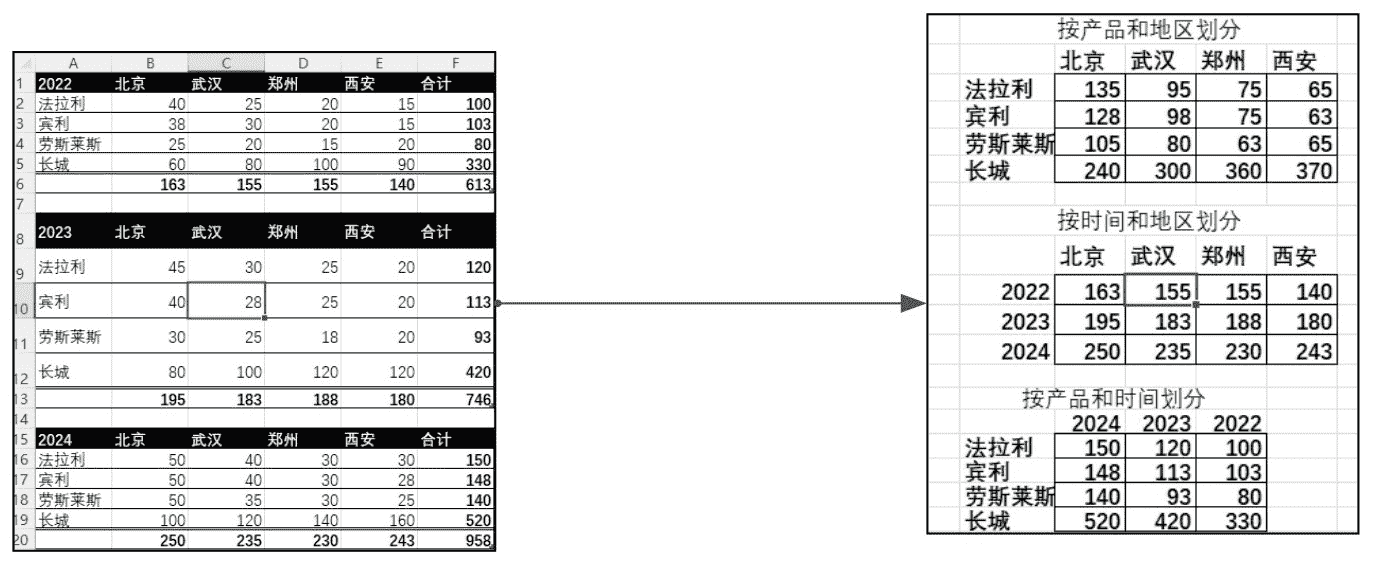 A B C D E F
1 2022 北京 武汉 郑州 西安 合计
2 法拉利 40 25 20 15 100
3 宾利 38 30 20 15 103
4 劳斯莱斯 25 20 15 20 80
5 长城 60 80 100 90 330
6 163 155 155 140 613
7
8 2023 北京 武汉 郑州 西安 合计
9 法拉利 45 30 25 20 120
10 宾利 40 28 25 20 113
11 劳斯莱斯 30 25 18 20 93
12 长城 80 100 120 120 420
13 195 183 188 180 746
14
15 2024 北京 武汉 郑州 西安 合计
16 法拉利 50 40 30 30 150
17 宾利 50 40 30 28 148
18 劳斯莱斯 50 35 30 25 140
19 长城 100 120 140 160 520
20 250 235 230 243 958
按产品和地区划分
北京 武汉 郑州 西安
法拉利 135 95 75 65
宾利 128 98 75 63
劳斯莱斯 105 80 63 65
长城 240 300 360 370
按时间和地区划分
北京 武汉 郑州 西安
2022 163 155 155 140
2023 195 183 188 180
2024 250 235 230 243
按产品和时间划分
2024 2023 2022
法拉利 150 120 100
宾利 148 113 103
劳斯莱斯 140 93 80
长城 520 420 330